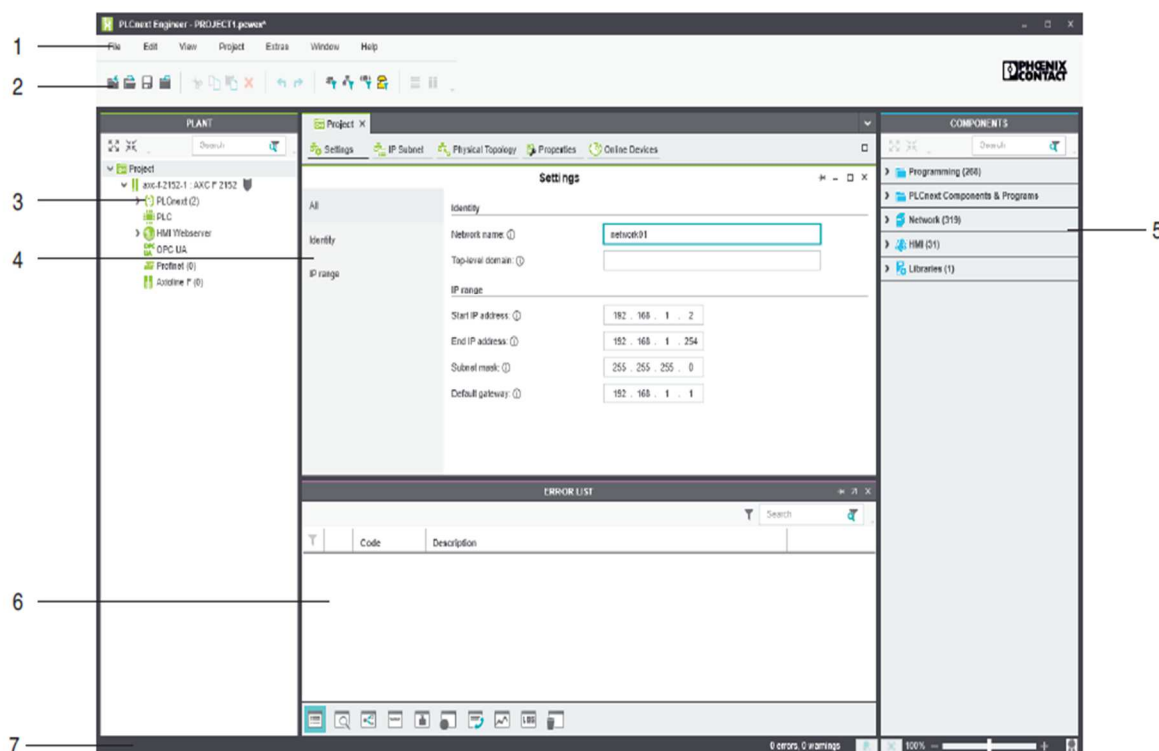 PLCnext Engineer - PROJECT1.pcwex*
1
File Edit View Project Extras Window Help
2
PHŒNIX
CONTACT
PLANT
Search
Project
axc-f-2152-1 : AXC F 2152
3
PLCnext (2)
PLC
HMI Webserver
OPC UA OPC UA
Profinet (0)
Axioline F (0)
Project
Settings IP Subnet Physical Topology Properties Online Devices
Settings
4
All
Identity
IP range
Identity
Network name:
network01
Top-level domain:
IP range
Start IP address: 192 . 168 . 1 . 2
End IP address: 192 . 168 . 1 . 254
Subnet mask: 255 . 255 . 255 . 0
Default gateway: 192 . 168 . 1 . 1
COMPONENTS
Search
Programming (268)
PLCnext Components & Programs
Network (319)
5
HMI (31)
Libraries (1)
ERROR LIST
Search
Code Description
6
7
0 errors, 0 warnings
100%